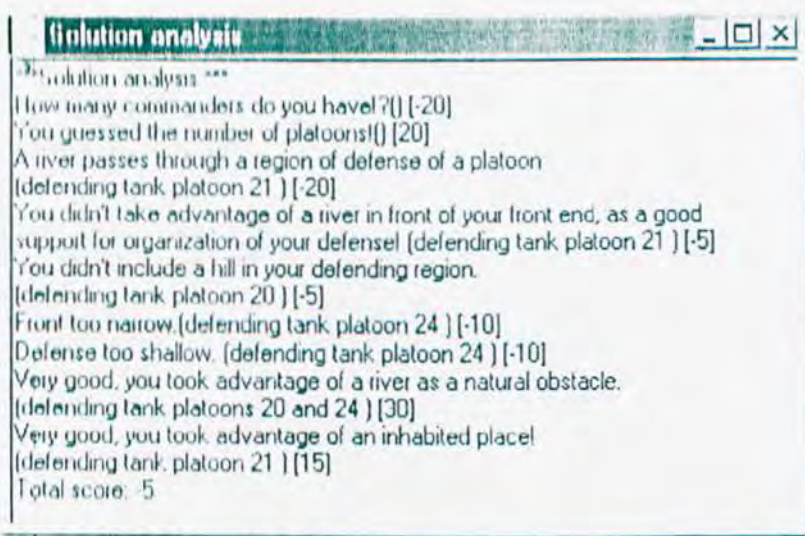 Solution analysis
*** Solution analysis ***
How many commanders do you have!?() [-20]
You guessed the number of platoons!() [20]
A river passes through a region of defense of a platoon
(defending tank platoon 21 ) [-20]
You didn't take advantage of a river in front of your front end, as a good
support for organization of your defense! (defending tank platoon 21 ) [-5]
You didn't include a hill in your defending region.
(defending tank platoon 20 ) [-5]
Front too narrow.(defending tank platoon 24 ) [-10]
Defense too shallow. (defending tank platoon 24 ) [-10]
Very good, you took advantage of a river as a natural obstacle.
(defending tank platoons 20 and 24 ) [30]
Very good, you took advantage of an inhabited place!
(defending tank platoon 21 ) [15]
Total score: -5